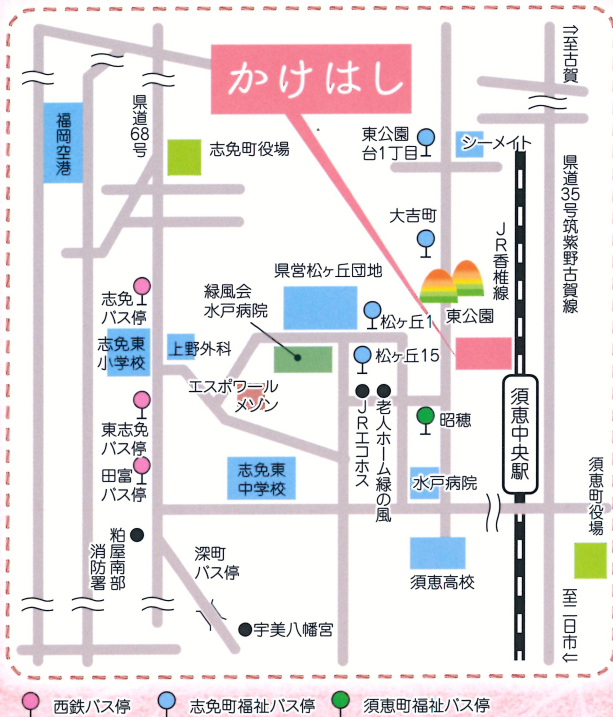 かけはし
⇒至古賀
福岡空港
県道68号
志免町役場
東公園
台1丁目
シーメイト
県道35号筑紫野古賀線
大吉町
JR香椎線
県営松ヶ丘団地
緑風会
水戸病院
志免
バス停
松ヶ丘1
東公園
志免東
小学校
上野外科
松ヶ丘15
エスポワール
メゾン
JRエコホス
老人ホーム緑の風
昭穂
須恵中央駅
東志免
バス停
田富
バス停
志免東
中学校
水戸病院
須恵町役場
粕屋南部
消防署
深町
バス停
須恵高校
至二日市⇒
宇美八幡宮
西鉄バス停
志免町福祉バス停
須恵町福祉バス停